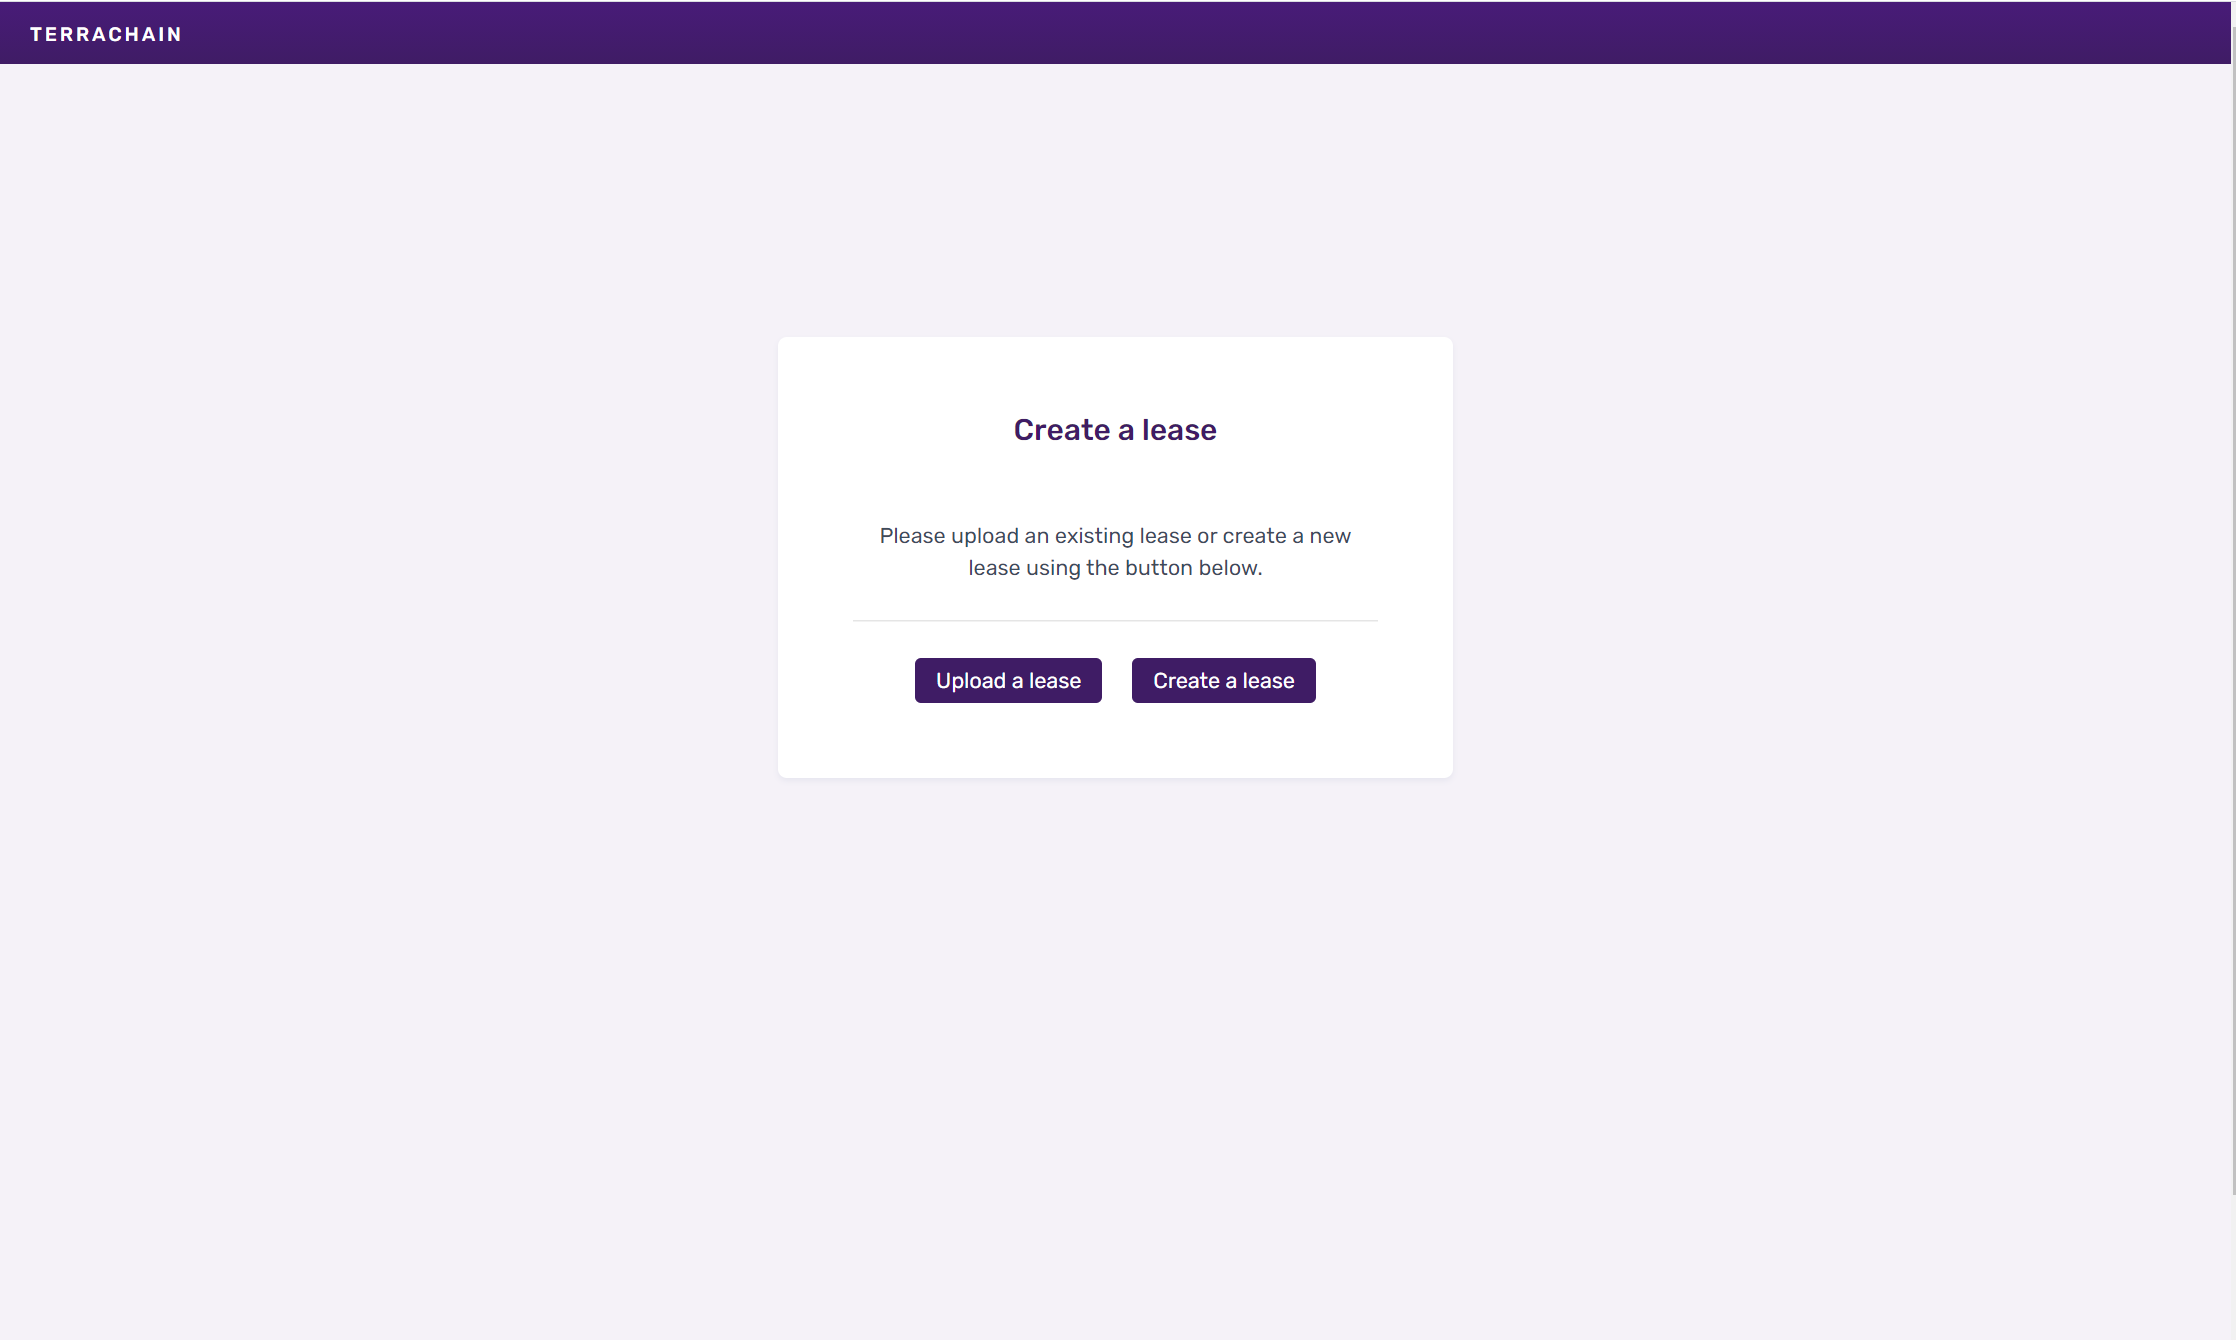 TERRACHAIN
Create a lease
Please upload an existing lease or create a new
lease using the button below.
Upload a lease
Create a lease